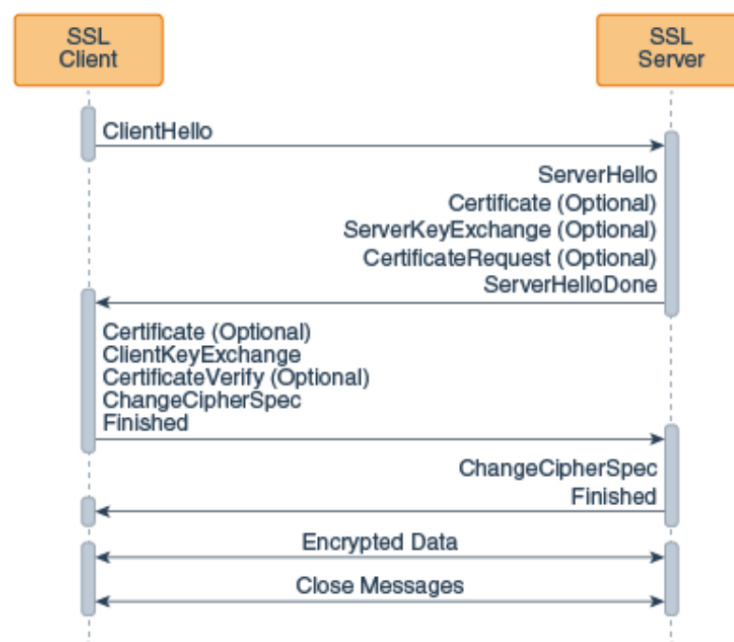 SSL
Client
SSL
Server
ClientHello
ServerHello
Certificate (Optional)
ServerKeyExchange (Optional)
CertificateRequest (Optional)
ServerHelloDone
Certificate (Optional)
ClientKeyExchange
CertificateVerify (Optional)
ChangeCipherSpec
Finished
ChangeCipherSpec
Finished
Encrypted Data
Close Messages